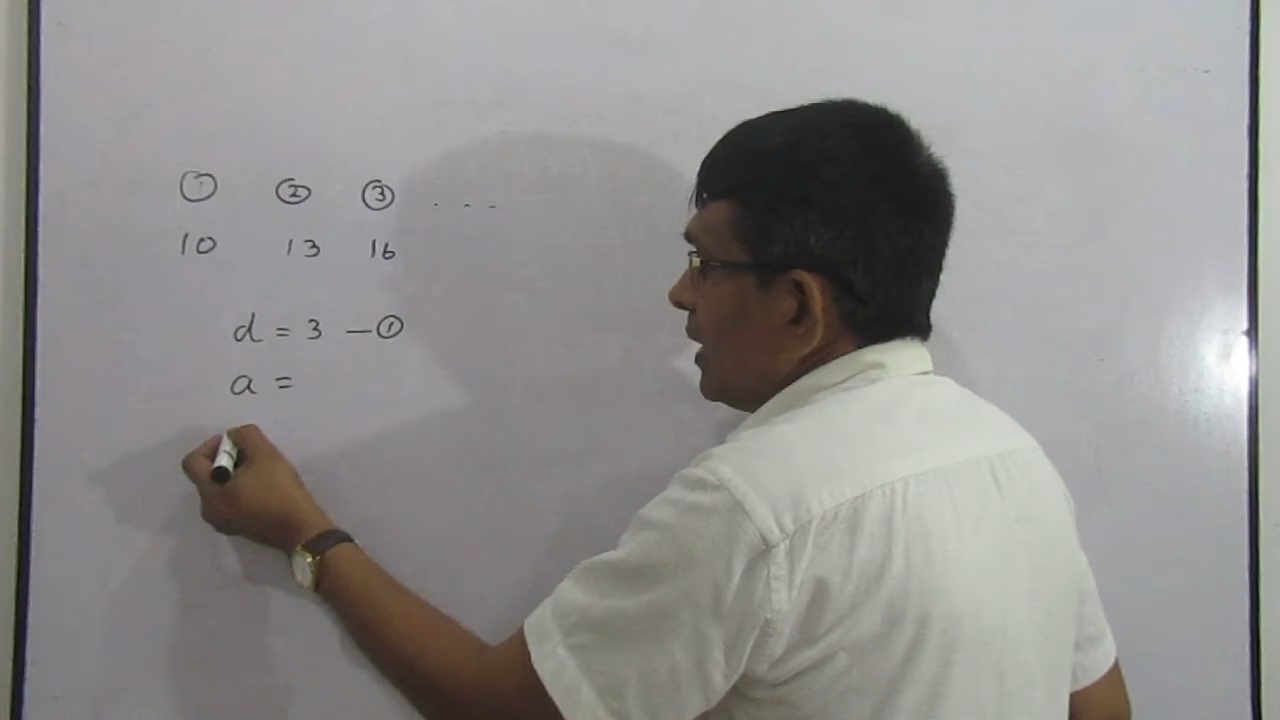 ① ② ③ ...
10 13 16
d = 3 — ①
a =